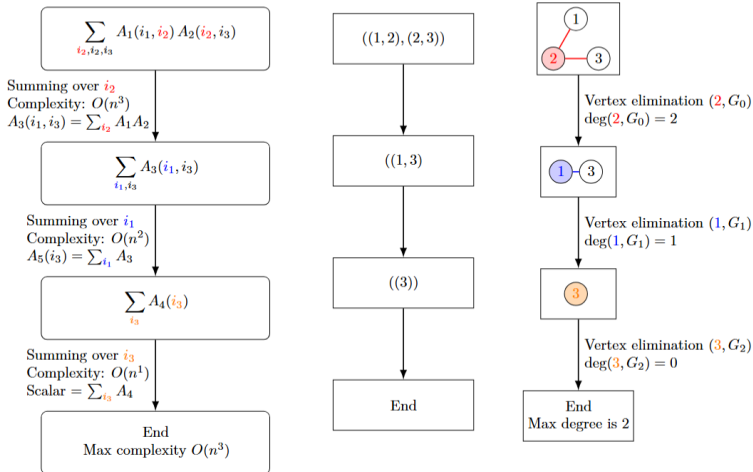 ∑ A₁(i₁,i₂) A₂(i₂,i₃)
i₂,i₂,i₃
Summing over i₂
Complexity: O(n³)
A₃(i₁,i₃) = ∑_{i₂} A₁A₂
∑ A₃(i₁,i₃)
i₁,i₃
Summing over i₁
Complexity: O(n²)
A₅(i₃) = ∑_{i₁} A₃
∑ A₄(i₃)
i₃
Summing over i₃
Complexity: O(n¹)
Scalar = ∑_{i₃} A₄
End
Max complexity O(n³)
((1, 2), (2, 3))
((1, 3)
((3))
End
1
2
3
Vertex elimination (2, G₀)
deg(2, G₀) = 2
1
3
Vertex elimination (1, G₁)
deg(1, G₁) = 1
3
Vertex elimination (3, G₂)
deg(3, G₂) = 0
End
Max degree is 2